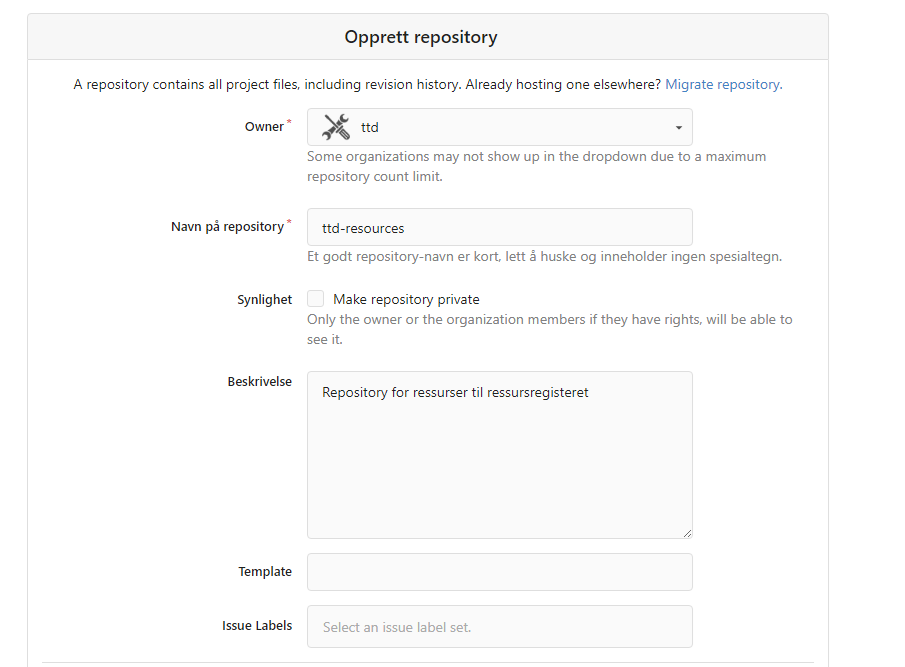 Opprett repository
A repository contains all project files, including revision history. Already hosting one elsewhere? Migrate repository.
Owner*
ttd
Some organizations may not show up in the dropdown due to a maximum
repository count limit.
Navn på repository*
ttd-resources
Et godt repository-navn er kort, lett å huske og inneholder ingen spesialtegn.
Synlighet
Make repository private
Only the owner or the organization members if they have rights, will be able to
see it.
Beskrivelse
Repository for ressurser til ressursregisteret
Template
Issue Labels
Select an issue label set.